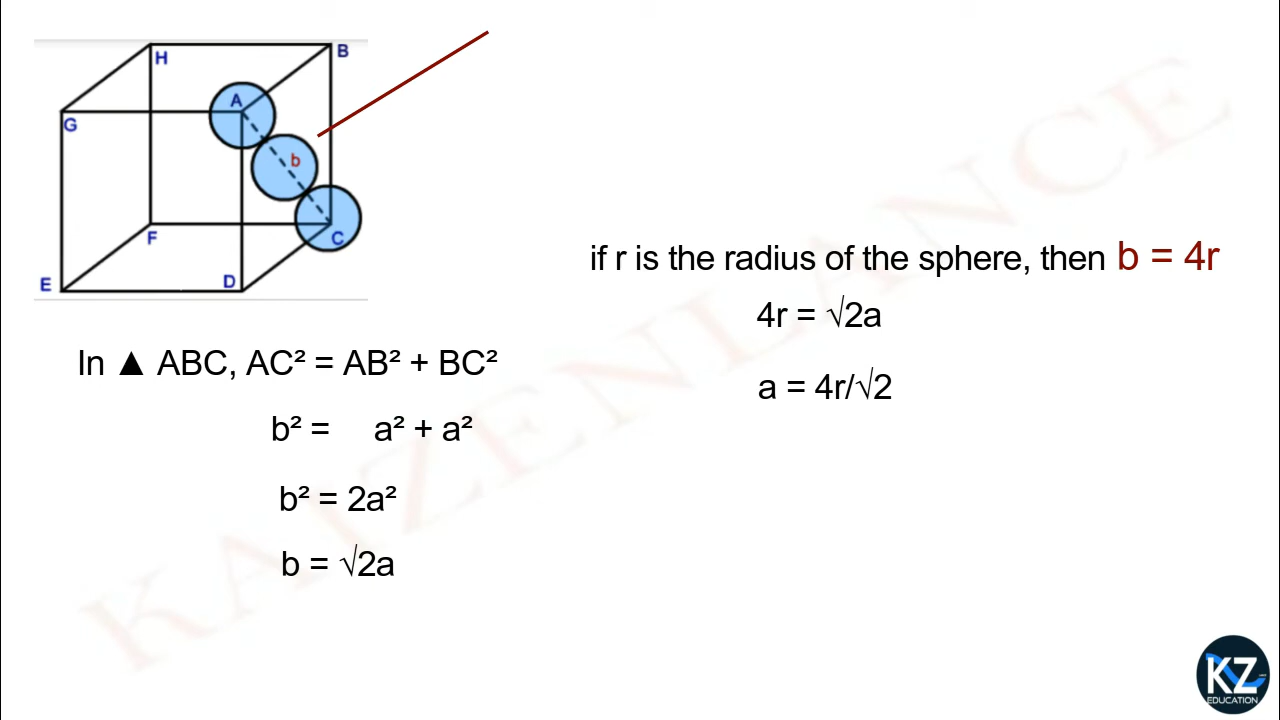 H
B
A
G
b
F
C
E
D
if r is the radius of the sphere, then b = 4r
4r = √2a
a = 4r/√2
In ▲ ABC, AC² = AB² + BC²
b² = a² + a²
b² = 2a²
b = √2a
KAIZENLANCE
KZ
EDUCATION